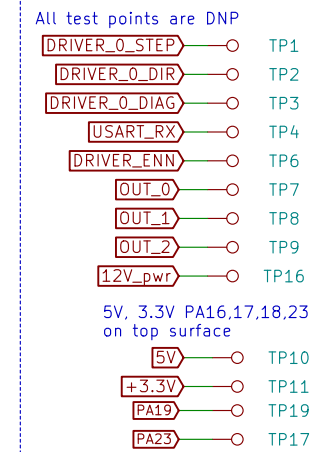 All test points are DNP
DRIVER_0_STEP TP1
DRIVER_0_DIR TP2
DRIVER_0_DIAG TP3
USART_RX TP4
DRIVER_ENN TP6
OUT_0 TP7
OUT_1 TP8
OUT_2 TP9
12V_pwr TP16
5V, 3.3V PA16,17,18,23
on top surface
5V TP10
+3.3V TP11
PA19 TP19
PA23 TP17